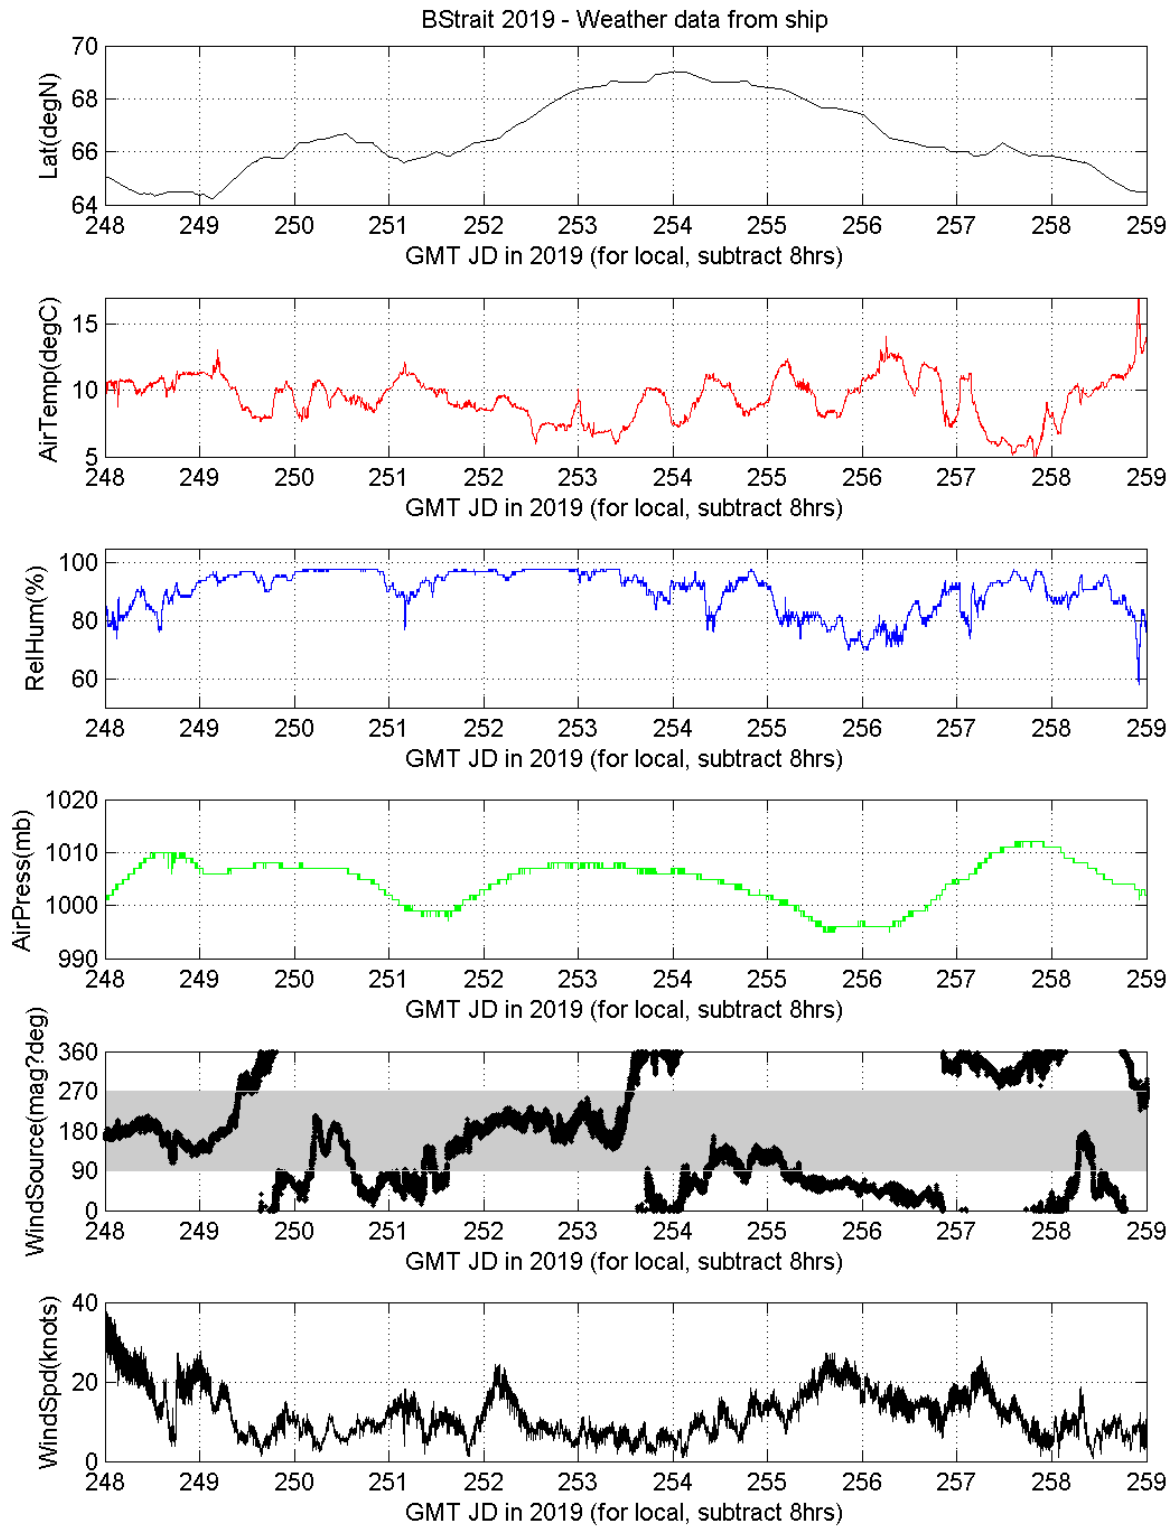 BStrait 2019 - Weather data from ship
70
68
66
64
Lat(degN)
248 249 250 251 252 253 254 255 256 257 258 259
GMT JD in 2019 (for local, subtract 8hrs)
15
10
5
AirTemp(degC)
248 249 250 251 252 253 254 255 256 257 258 259
GMT JD in 2019 (for local, subtract 8hrs)
100
80
60
RelHum(%)
248 249 250 251 252 253 254 255 256 257 258 259
GMT JD in 2019 (for local, subtract 8hrs)
1020
1010
1000
990
AirPress(mb)
248 249 250 251 252 253 254 255 256 257 258 259
GMT JD in 2019 (for local, subtract 8hrs)
360
270
180
90
0
WindSource(mag?deg)
248 249 250 251 252 253 254 255 256 257 258 259
GMT JD in 2019 (for local, subtract 8hrs)
40
20
0
WindSpd(knots)
248 249 250 251 252 253 254 255 256 257 258 259
GMT JD in 2019 (for local, subtract 8hrs)